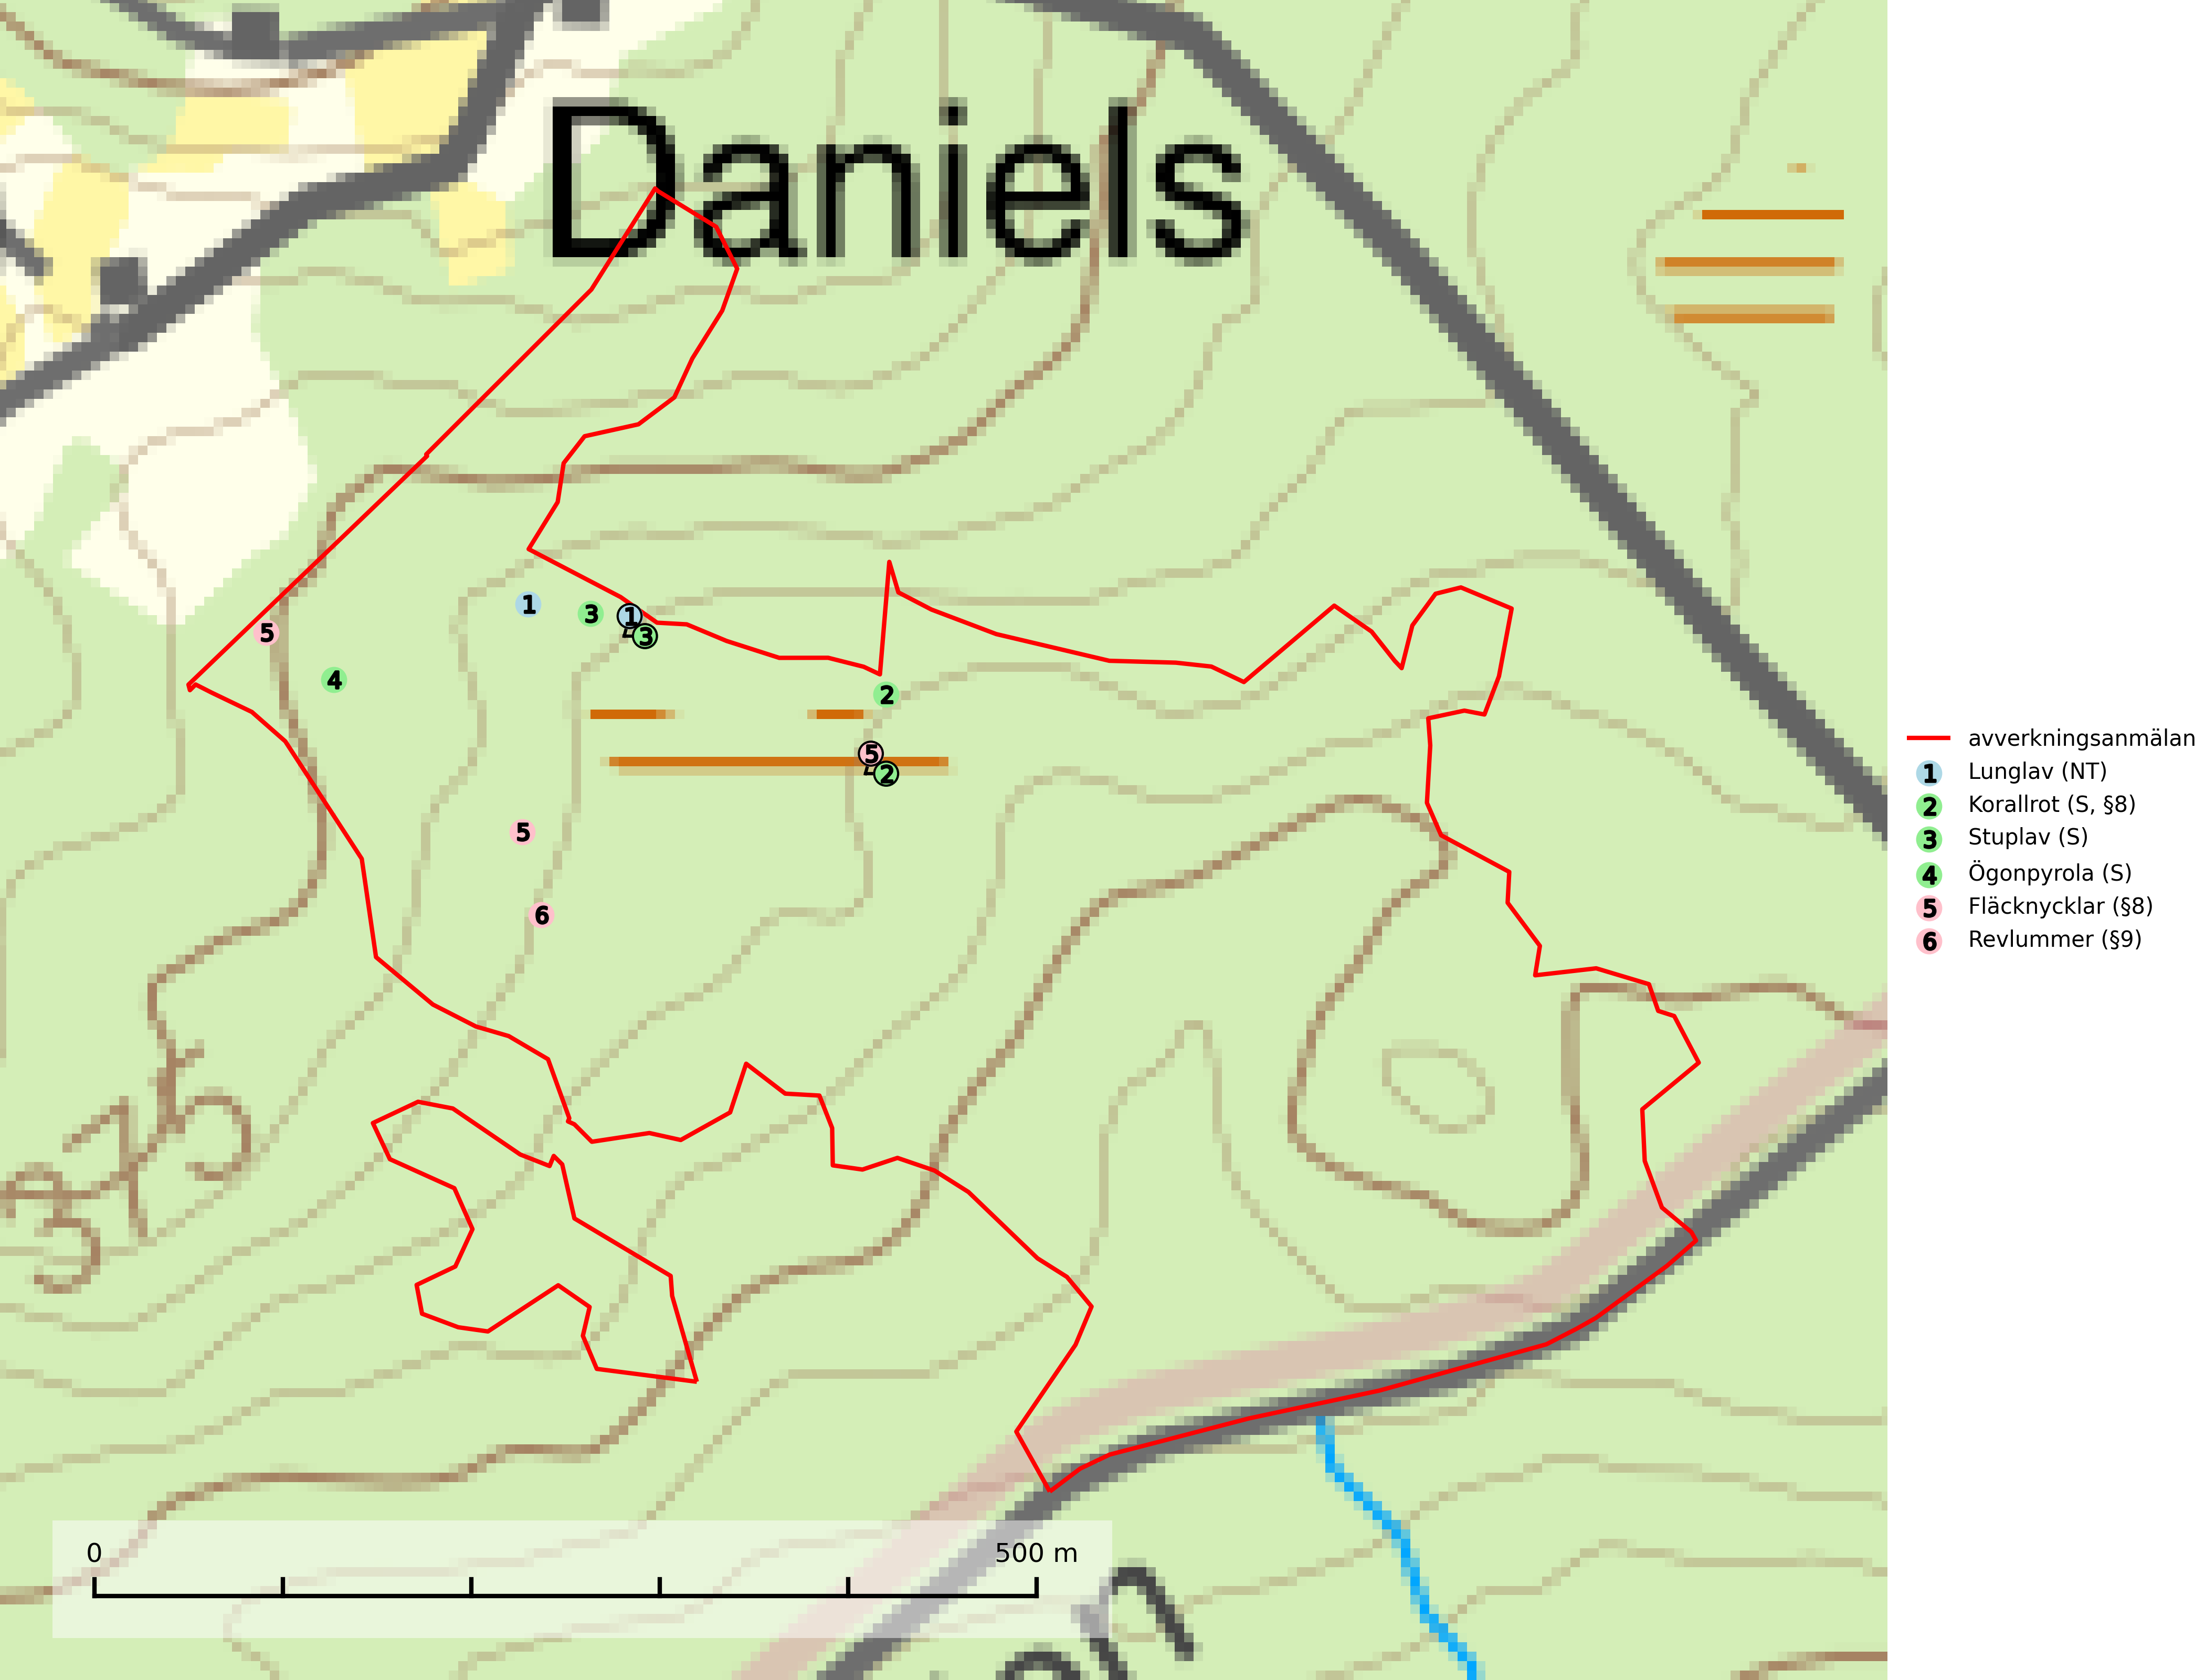 Daniels
1
3
1
3
5
4
2
5
2
5
6
375
0
500 m
avverkningsanmälan
1 Lunglav (NT)
2 Korallrot (S, §8)
3 Stuplav (S)
4 Ögonpyrola (S)
5 Fläcknycklar (§8)
6 Revlummer (§9)